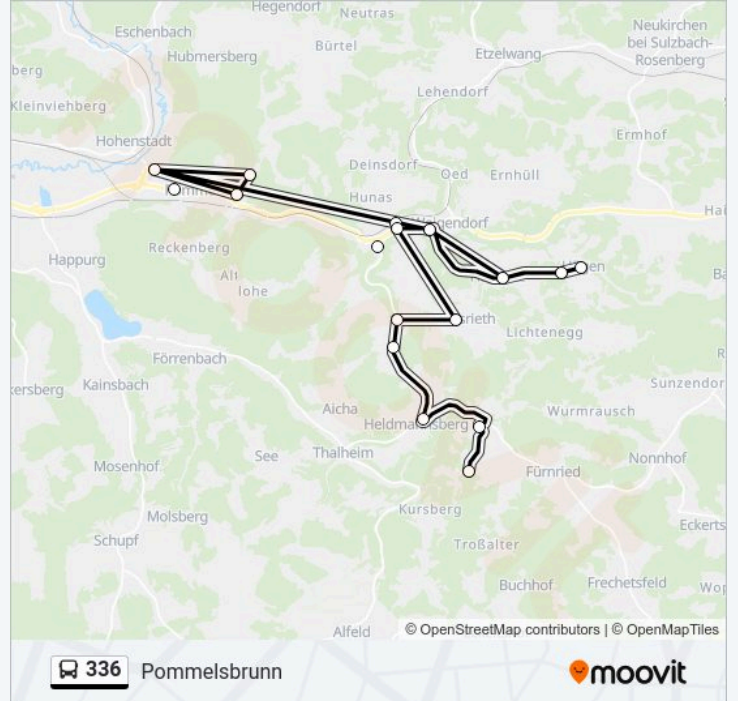 Hegendorf
Neutras
Eschenbach
Neukirchen
bei Sulzbach-
Rosenberg
Hubmersberg
Bürtel
Etzelwang
berg
Kleinviehberg
Lehendorf
Ermhof
Hohenstadt
Deinsdorf
Oed
Ernhüll
Hunas
Hai
Reckenberg
Happurg
Alt
lohe
Ba
Lichtenegg
Förrenbach
R
ersberg
Kainsbach
Sunzendor
Aicha
Wurmrausch
See
Thalheim
Mosenhof
Fürnried
Nonnhof
Kursberg
Molsberg
Eckerts
Schupf
Troßalter
Buchhof
Frechetsfeld
Wop
Alfeld
© OpenStreetMap contributors | © OpenMapTiles
336 Pommelsbrunn
moovit